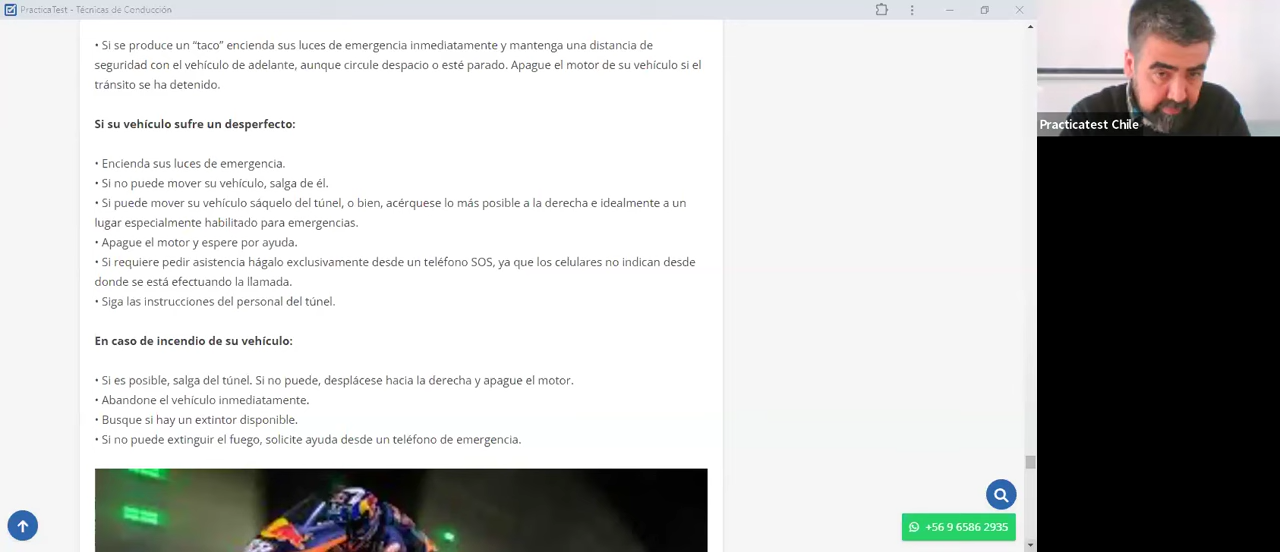 PracticaTest - Técnicas de Conducción
• Si se produce un “taco” encienda sus luces de emergencia inmediatamente y mantenga una distancia de
seguridad con el vehículo de adelante, aunque circule despacio o esté parado. Apague el motor de su vehículo si el
tránsito se ha detenido.
Si su vehículo sufre un desperfecto:
• Encienda sus luces de emergencia.
• Si no puede mover su vehículo, salga de él.
• Si puede mover su vehículo sáquelo del túnel, o bien, acérquese lo más posible a la derecha e idealmente a un
lugar especialmente habilitado para emergencias.
• Apague el motor y espere por ayuda.
• Si requiere pedir asistencia hágalo exclusivamente desde un teléfono SOS, ya que los celulares no indican desde
donde se está efectuando la llamada.
• Siga las instrucciones del personal del túnel.
En caso de incendio de su vehículo:
• Si es posible, salga del túnel. Si no puede, desplácese hacia la derecha y apague el motor.
• Abandone el vehículo inmediatamente.
• Busque si hay un extintor disponible.
• Si no puede extinguir el fuego, solicite ayuda desde un teléfono de emergencia.
+56 9 6586 2935
Practicatest Chile